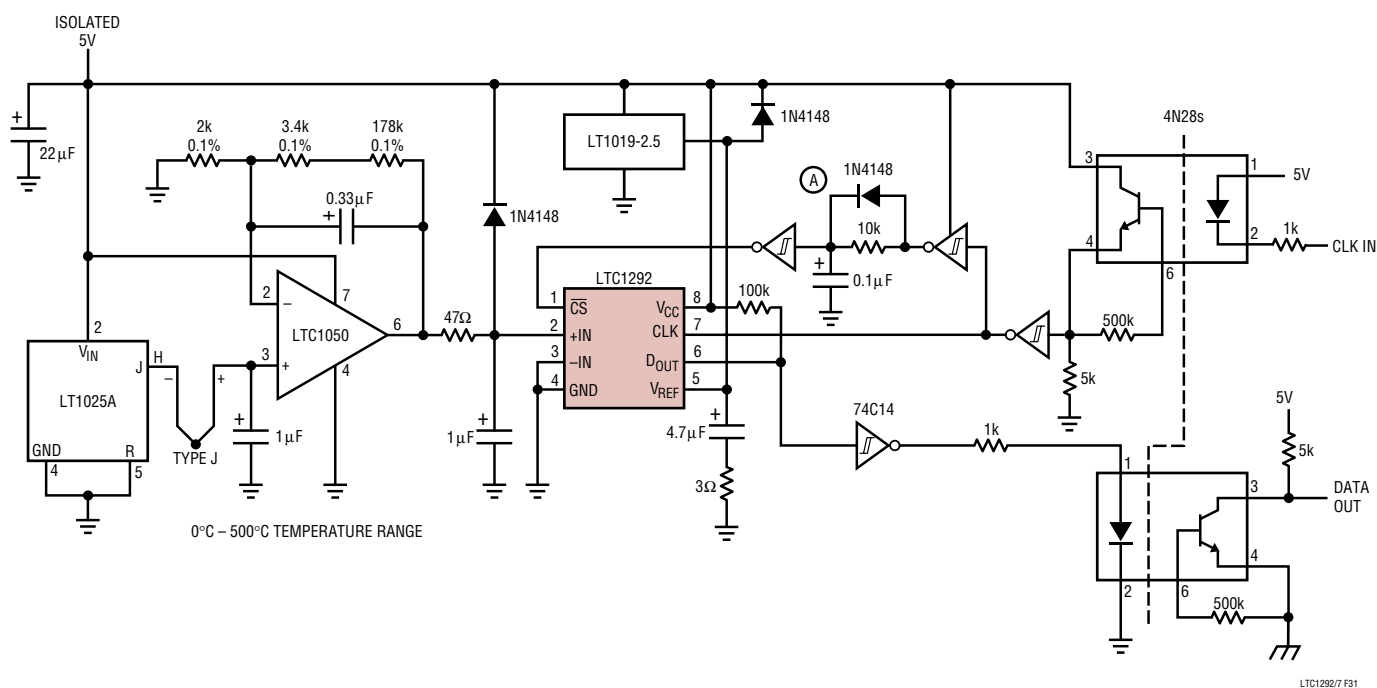 ISOLATED
5V
+
22µF
2k
0.1%
3.4k
0.1%
178k
0.1%
+
0.33µF
1N4148
LT1019-2.5
1N4148
A
1N4148
10k
+
0.1µF
4N28s
3
4
6
1
2
5V
1k
CLK IN
2
VIN
LT1025A
J
H
–
+
GND
R
4
5
TYPE J
+
1µF
2
–
3
+
7
LTC1050
6
4
47Ω
+
1µF
LTC1292
1
CS
2
+IN
3
–IN
4
GND
VCC
8
CLK
7
DOUT
6
VREF
5
100k
+
4.7µF
3Ω
500k
5k
74C14
1k
5V
5k
1
2
3
4
6
500k
DATA
OUT
0°C – 500°C TEMPERATURE RANGE
LTC1292/7 F31